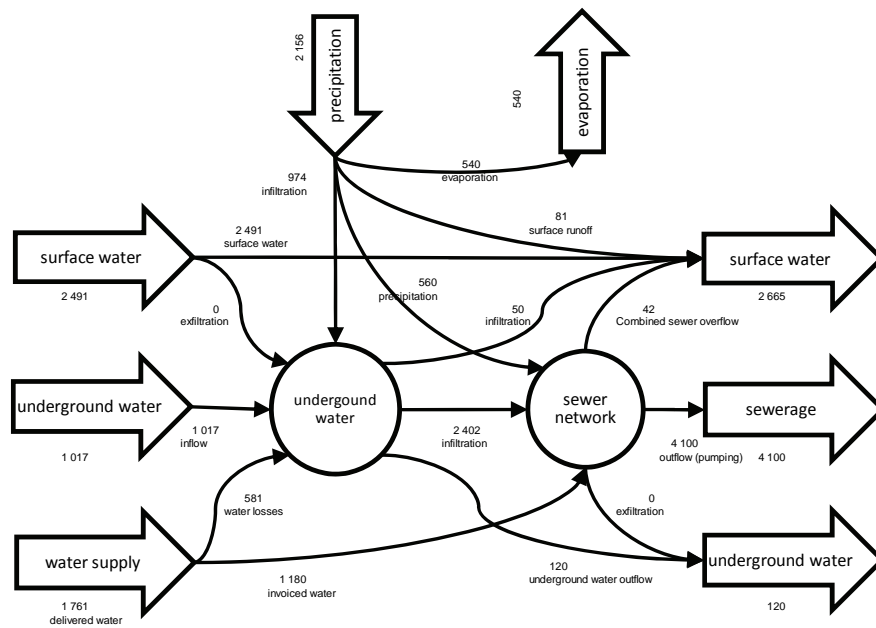 2 156
precipitation
540
evaporation
974
infiltration
540
evaporation
2 491
surface water
81
surface runoff
surface water
2 491
0
exfiltration
560
precipitation
50
infiltration
42
Combined sewer overflow
surface water
2 665
underground water
1 017
1 017
inflow
undergound
water
2 402
infiltration
sewer
network
4 100
outflow (pumping)
sewerage
4 100
581
water losses
0
exfiltration
water supply
1 761
delivered water
1 180
invoiced water
120
underground water outflow
underground water
120